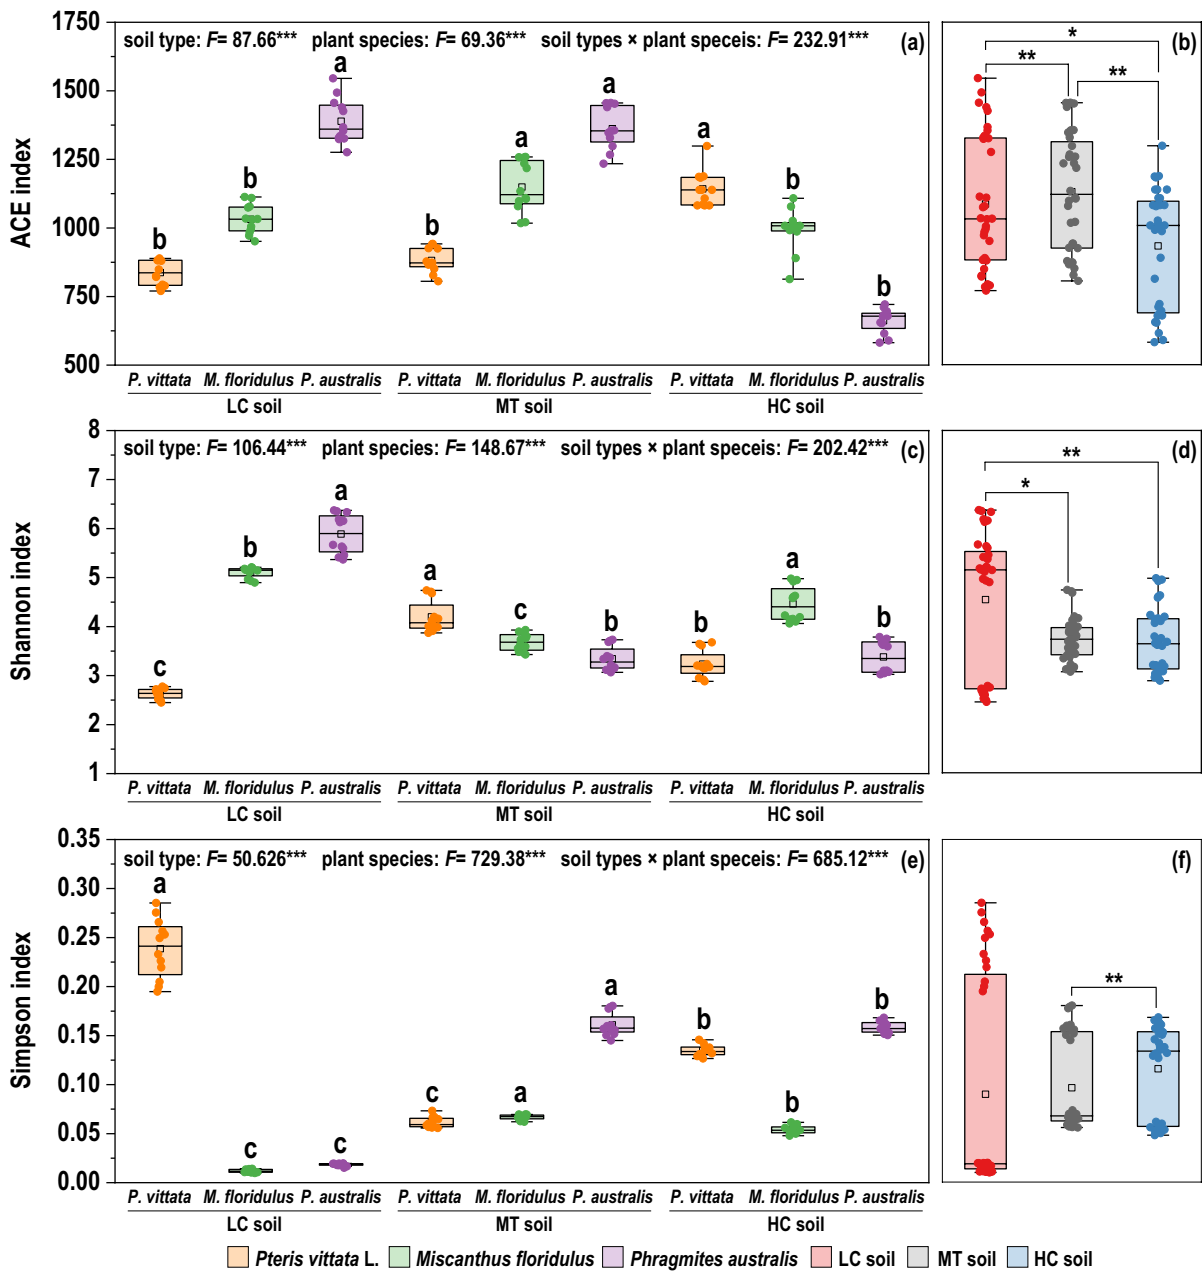 soil type: F= 87.66*** plant species: F= 69.36*** soil types × plant speceis: F= 232.91*** (a)
ACE index
1750
1500
1250
1000
750
500
b
b
a
b
a
a
a
b
b
P. vittata M. floridulus P. australis P. vittata M. floridulus P. australis P. vittata M. floridulus P. australis
LC soil MT soil HC soil
(b)
*
** **
soil type: F= 106.44*** plant species: F= 148.67*** soil types × plant speceis: F= 202.42*** (c)
Shannon index
8
7
6
5
4
3
2
1
c
b
a
a
c
b
b
a
b
P. vittata M. floridulus P. australis P. vittata M. floridulus P. australis P. vittata M. floridulus P. australis
LC soil MT soil HC soil
(d)
**
*
soil type: F= 50.626*** plant species: F= 729.38*** soil types × plant speceis: F= 685.12*** (e)
Simpson index
0.35
0.30
0.25
0.20
0.15
0.10
0.05
0.00
a
c
c
c
a
a
b
b
b
P. vittata M. floridulus P. australis P. vittata M. floridulus P. australis P. vittata M. floridulus P. australis
LC soil MT soil HC soil
(f)
**
Pteris vittata L. Miscanthus floridulus Phragmites australis LC soil MT soil HC soil